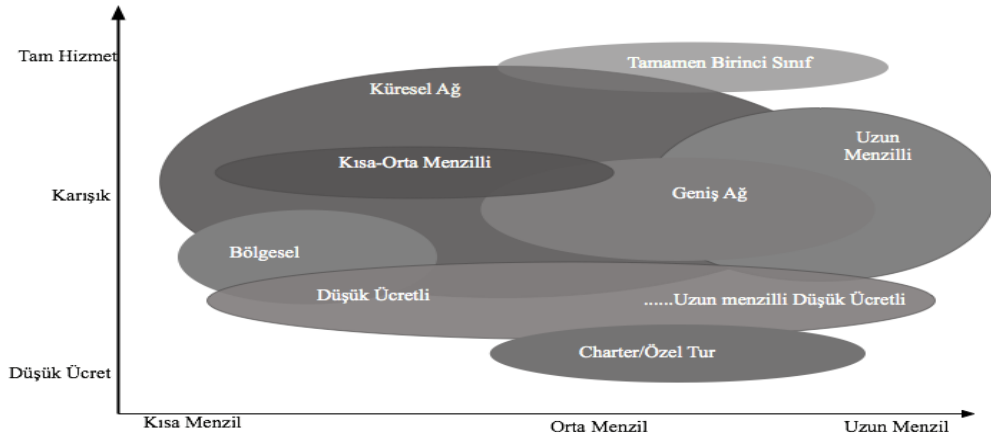 Tam Hizmet
Tamamen Birinci Sınıf
Küresel Ağ
Uzun
Menzilli
Kısa-Orta Menzilli
Karışık
Geniş Ağ
Bölgesel
Düşük Ücretli
......Uzun menzilli Düşük Ücretli
Charter/Özel Tur
Düşük Ücret
Kısa Menzil
Orta Menzil
Uzun Menzil